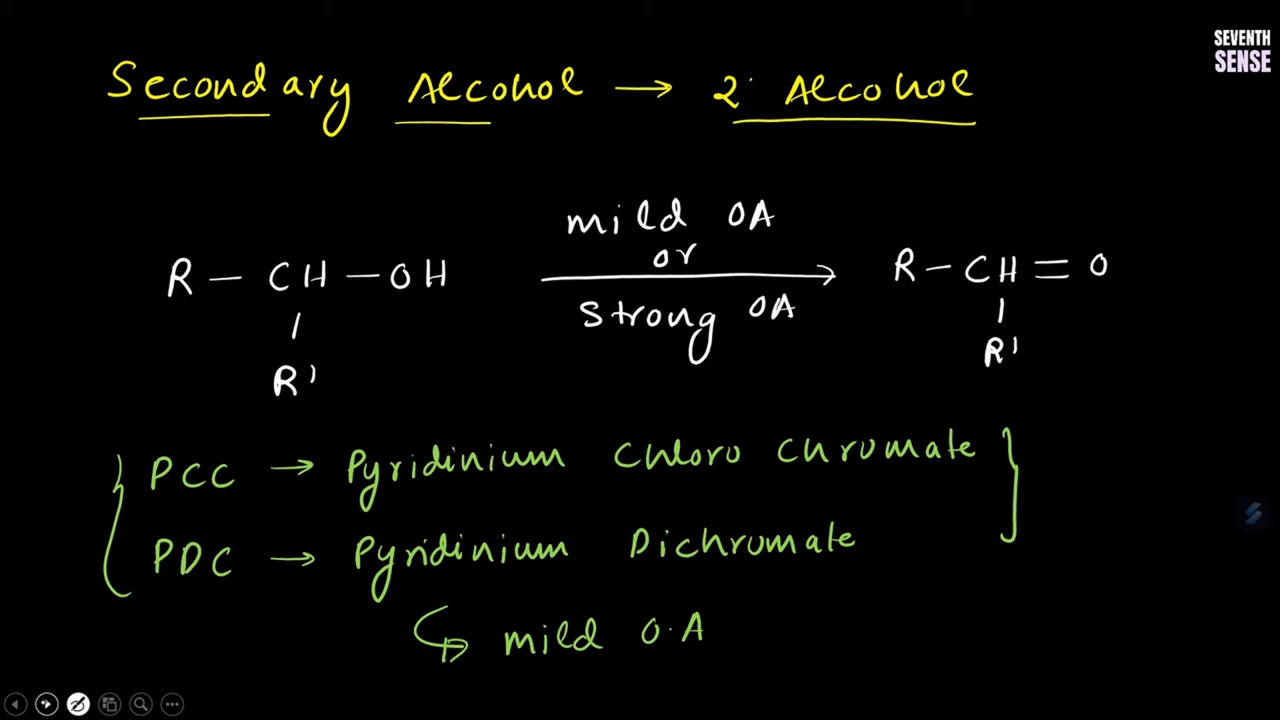 SEVENTH
SENSE
Secondary Alcohol → 2° Alcohol
mild OA
or
R — CH — OH → R — CH = O
strong OA
R' R'
PCC → Pyridinium Chloro Chromate
PDC → Pyridinium Dichromate
↳ mild O.A